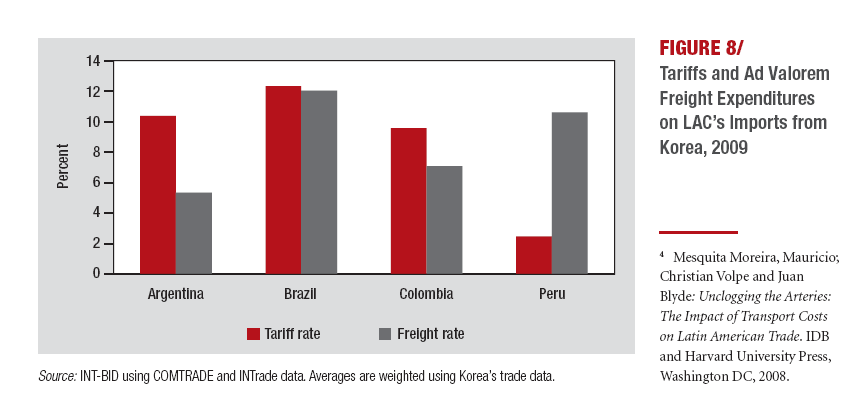 14
12
10
8
6
4
2
0
Percent
Argentina
Brazil
Colombia
Peru
Tariff rate
Freight rate
Source: INT-BID using COMTRADE and INTrade data. Averages are weighted using Korea's trade data.
FIGURE 8/
Tariffs and Ad Valorem
Freight Expenditures
on LAC's Imports from
Korea, 2009
4 Mesquita Moreira, Mauricio;
Christian Volpe and Juan
Blyde: Unclogging the Arteries:
The Impact of Transport Costs
on Latin American Trade. IDB
and Harvard University Press,
Washington DC, 2008.